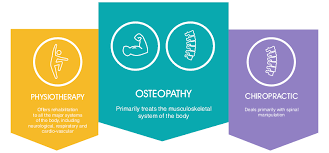 PHYSIOTHERAPY
Offers rehabilitation
to all the major systems
of the body, including
neurological, respiratory and
cardiovascular
OSTEOPATHY
Primarily treats the musculoskeletal
system of the body
CHIROPRACTIC
Deals primarily with spinal
manipulation